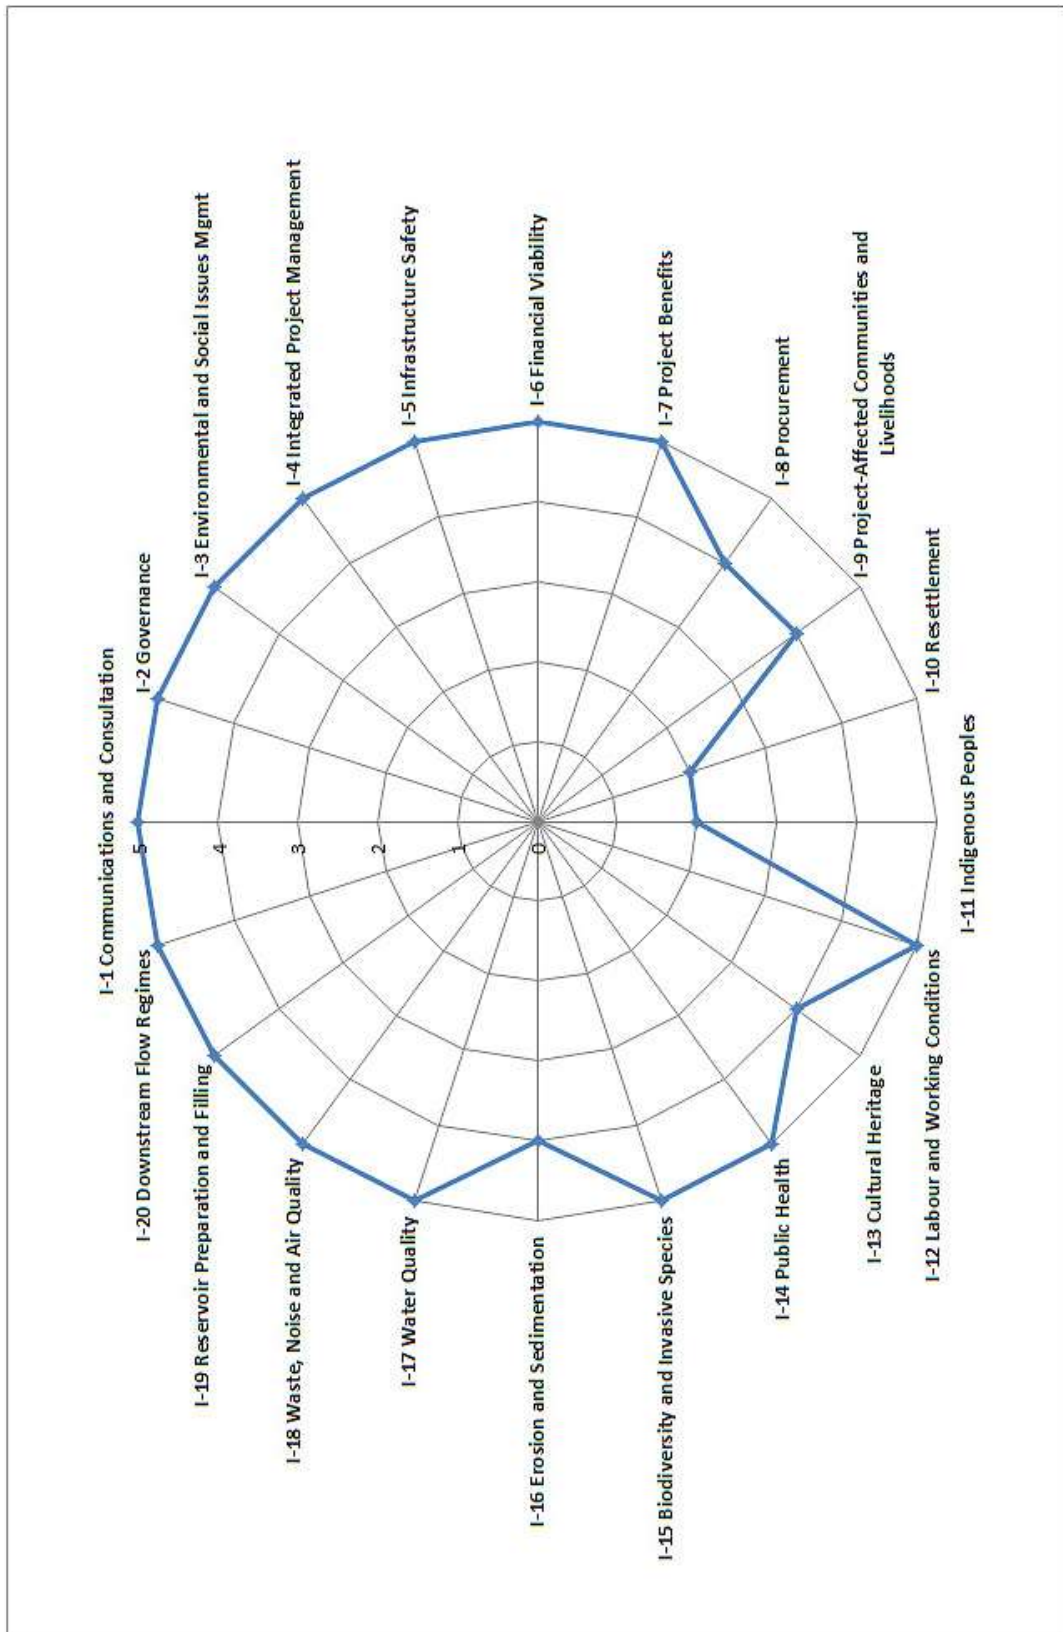 I-1 Communications and Consultation
I-2 Governance
I-3 Environmental and Social Issues Mgmt
I-4 Integrated Project Management
I-5 Infrastructure Safety
I-6 Financial Viability
I-7 Project Benefits
I-8 Procurement
I-9 Project-Affected Communities and
Livelihoods
I-10 Resettlement
I-11 Indigenous Peoples
I-12 Labour and Working Conditions
I-13 Cultural Heritage
I-14 Public Health
I-15 Biodiversity and Invasive Species
I-16 Erosion and Sedimentation
I-17 Water Quality
I-18 Waste, Noise and Air Quality
I-19 Reservoir Preparation and Filling
I-20 Downstream Flow Regimes
5
4
3
2
1
0